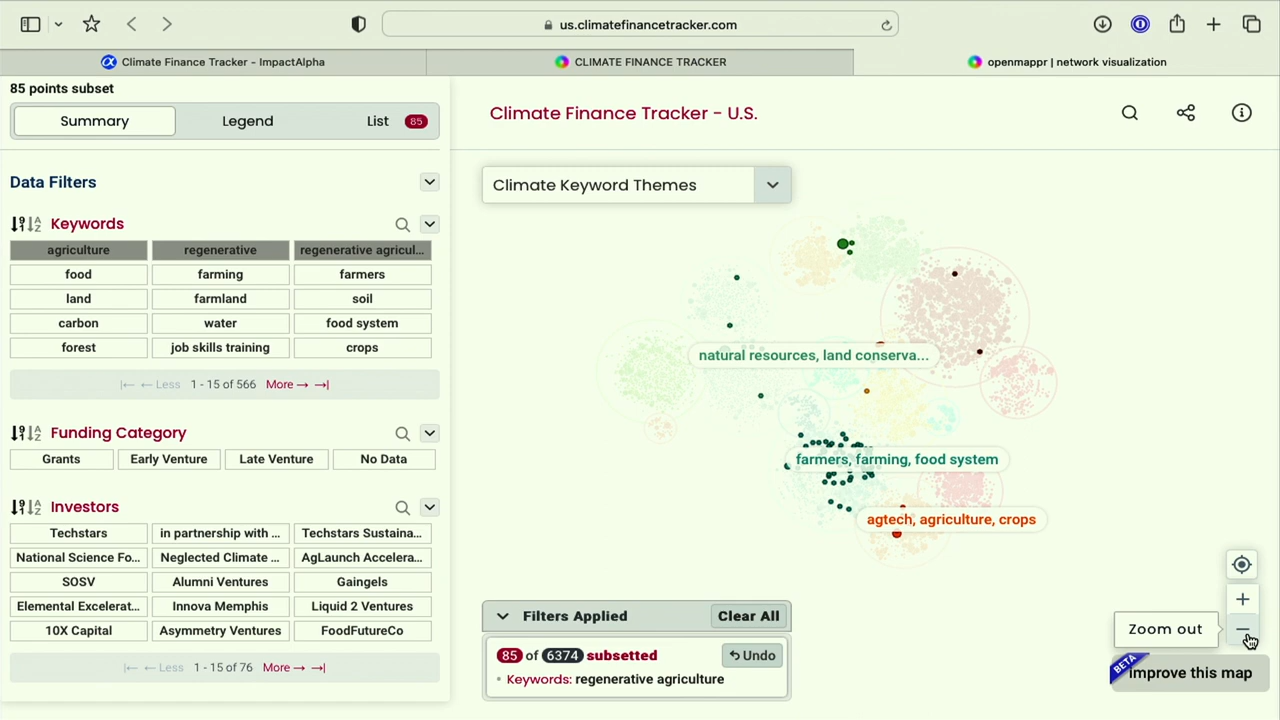 us.climatefinancetracker.com
Climate Finance Tracker - ImpactAlpha
CLIMATE FINANCE TRACKER
openmappr | network visualization
85 points subset
Summary
Legend
List 85
Climate Finance Tracker - U.S.
Data Filters
Climate Keyword Themes
Keywords
agriculture regenerative regenerative agricul...
food farming farmers
land farmland soil
carbon water food system
forest job skills training crops
|← ← Less 1 - 15 of 566 More → →|
Funding Category
Grants Early Venture Late Venture No Data
Investors
Techstars in partnership with ... Techstars Sustaina...
National Science Fo... Neglected Climate ... AgLaunch Accelera...
SOSV Alumni Ventures Gaingels
Elemental Excelerat... Innova Memphis Liquid 2 Ventures
10X Capital Asymmetry Ventures FoodFutureCo
|← ← Less 1 - 15 of 76 More → →|
natural resources, land conserva...
farmers, farming, food system
agtech, agriculture, crops
Filters Applied Clear All
85 of 6374 subsetted Undo
• Keywords: regenerative agriculture
Zoom out
BETA
Improve this map